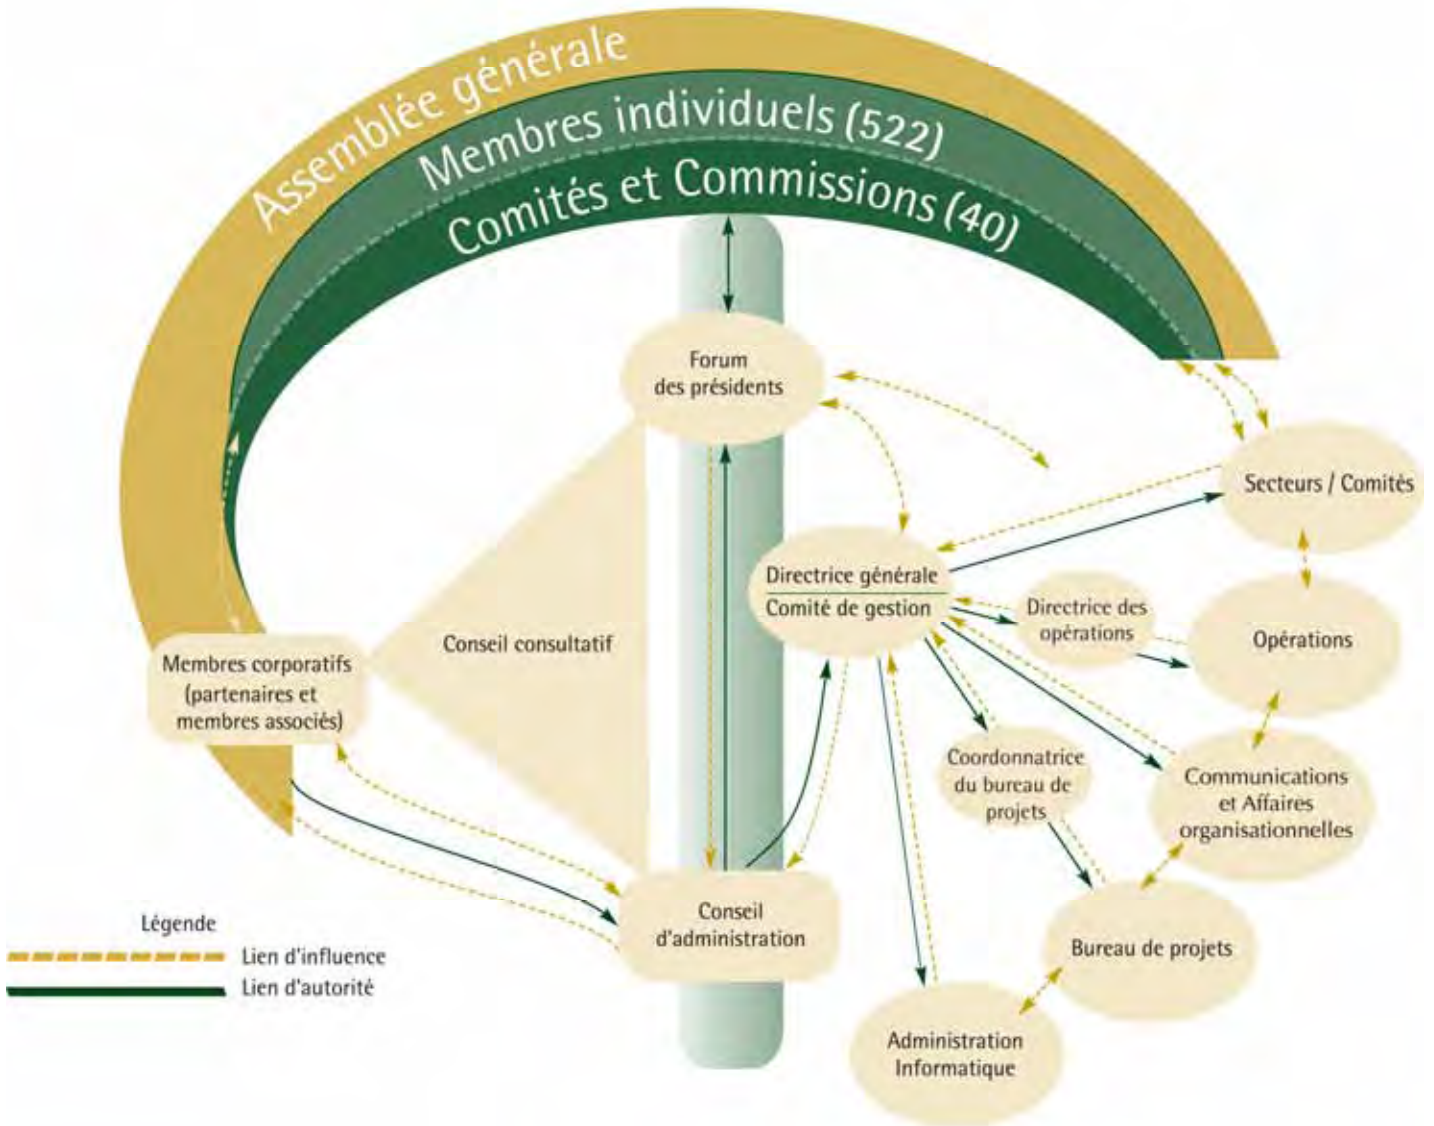 Assemblée générale
Membres individuels (522)
Comités et Commissions (40)
Forum
des présidents
Secteurs / Comités
Directrice générale
Comité de gestion
Directrice des
opérations
Opérations
Conseil consultatif
Membres corporatifs
(partenaires et
membres associés)
Coordonnatrice
du bureau de
projets
Communications
et Affaires
organisationnelles
Conseil
d'administration
Bureau de projets
Administration
Informatique
Légende
Lien d'influence
Lien d'autorité